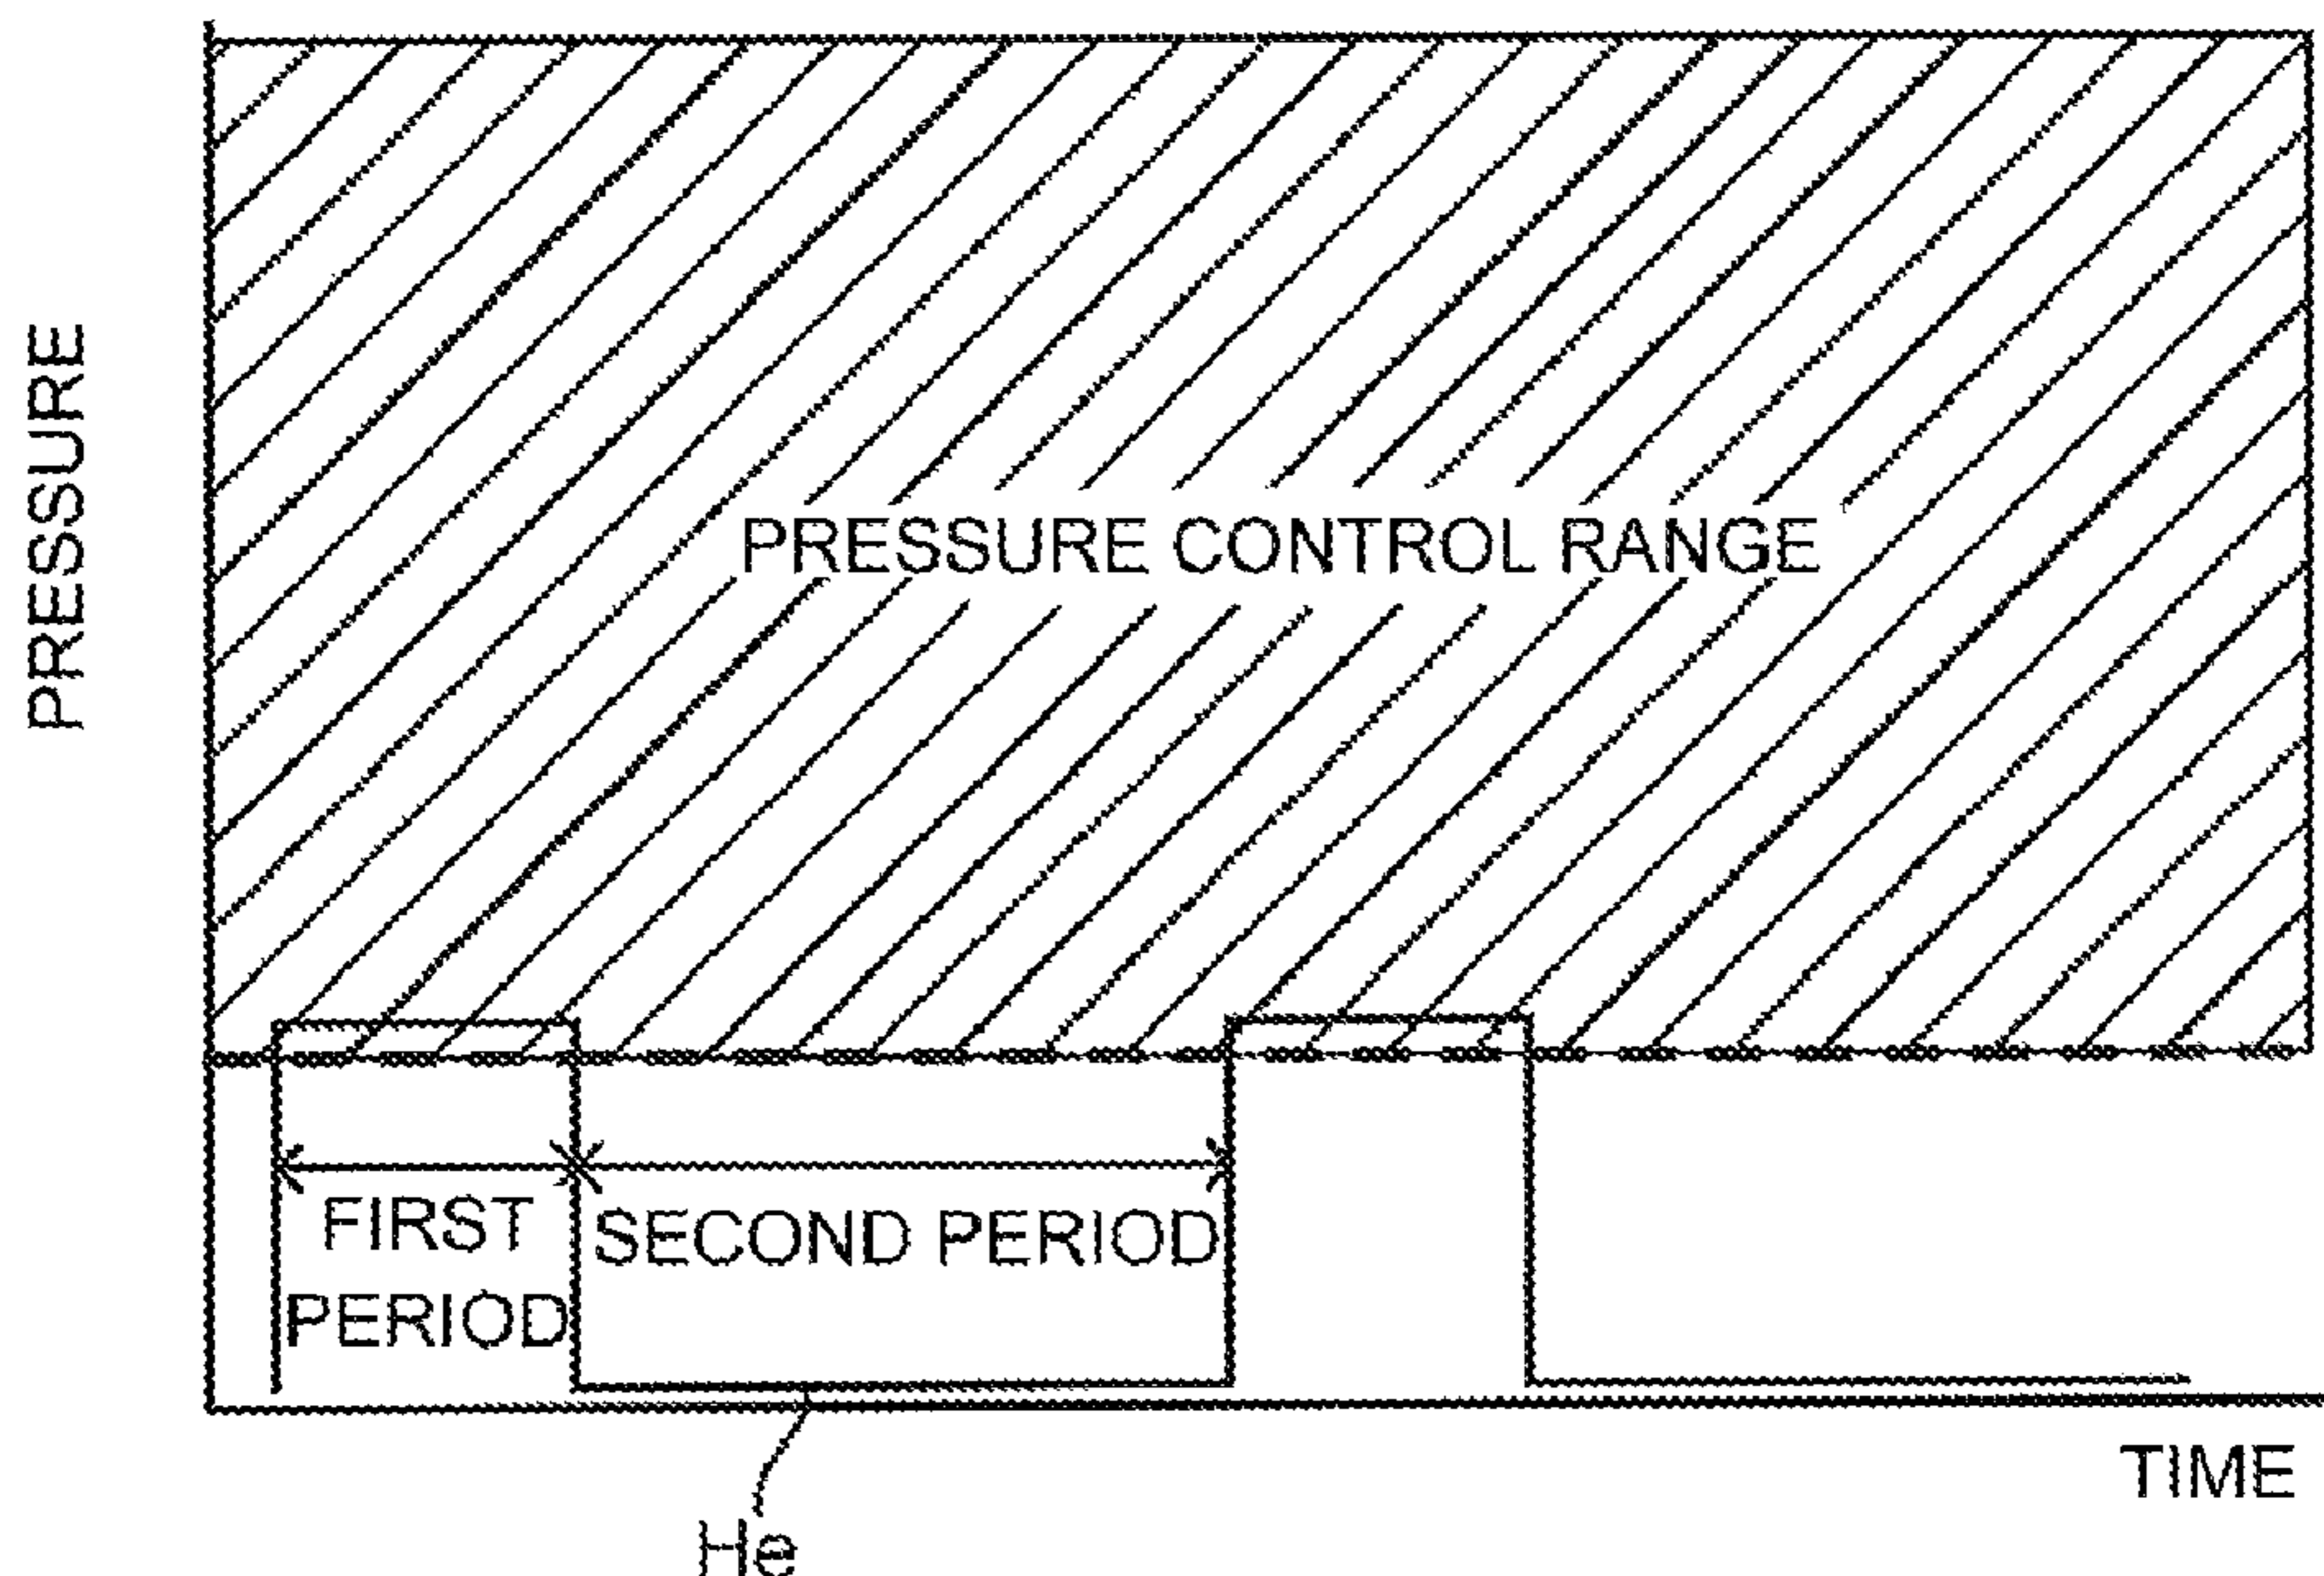 PRESSURE
PRESSURE CONTROL RANGE
FIRST
PERIOD
SECOND PERIOD
TIME
He